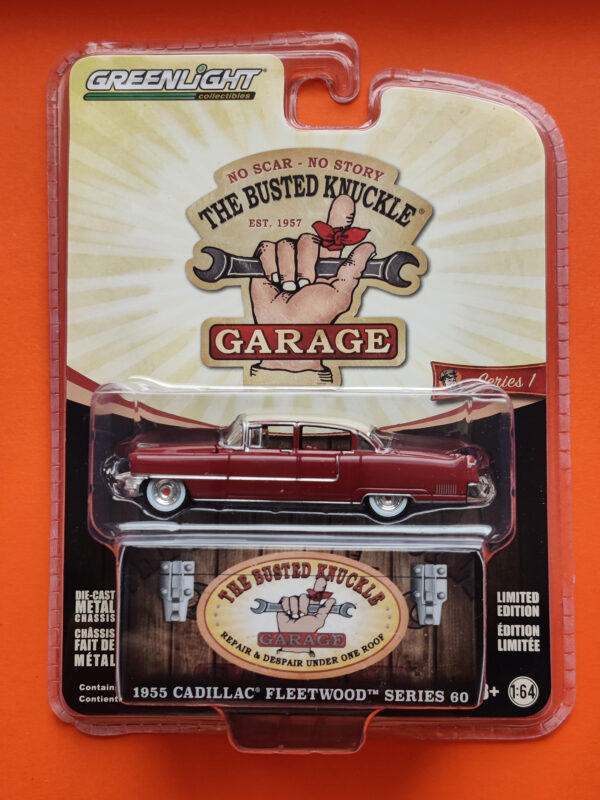 GREENLIGHT
collectibles
NO SCAR - NO STORY
THE BUSTED KNUCKLE®
EST. 1957
GARAGE
Series 1
THE BUSTED KNUCKLE
GARAGE
REPAIR & DESPAIR UNDER ONE ROOF
DIE-CAST
METAL
CHASSIS
CHÂSSIS
FAIT DE
MÉTAL
LIMITED
EDITION
ÉDITION
LIMITÉE
1955 CADILLAC® FLEETWOOD™ SERIES 60
Contain
Contient
1:64